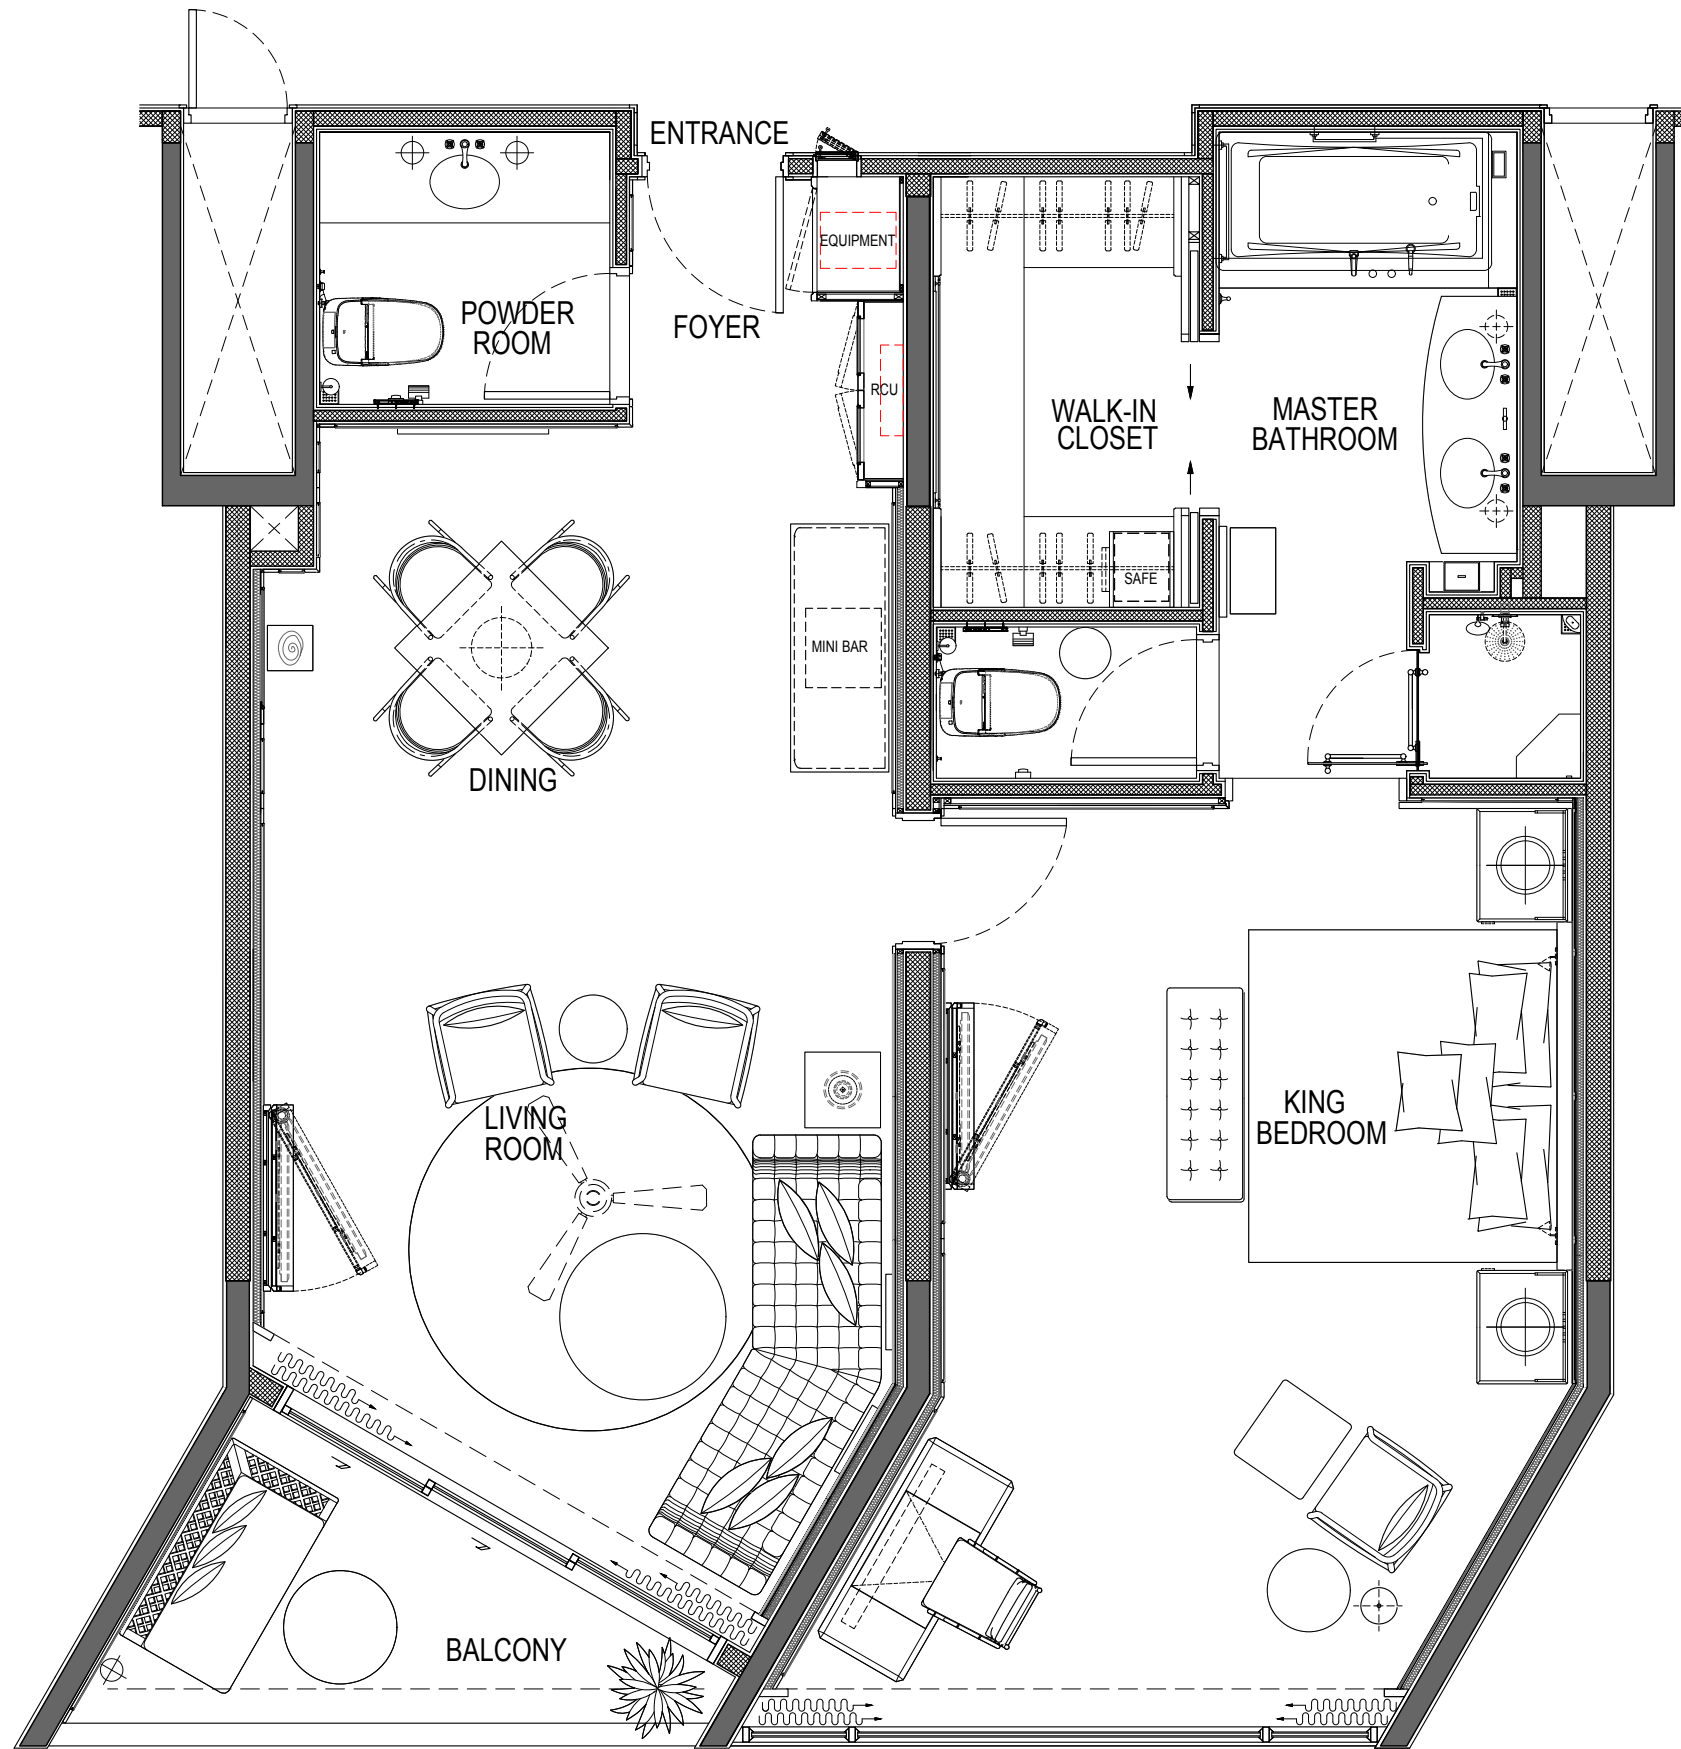 ENTRANCE
EQUIPMENT
POWDER
ROOM
FOYER
RCU
WALK-IN
CLOSET
MASTER
BATHROOM
SAFE
MINI BAR
DINING
LIVING
ROOM
KING
BEDROOM
BALCONY